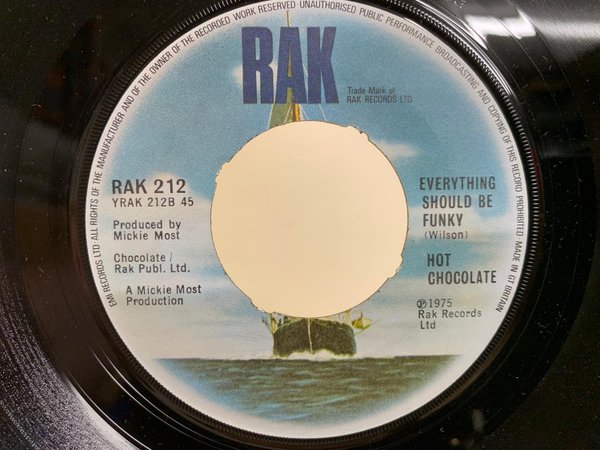 EMI RECORDS LTD ALL RIGHTS OF THE MANUFACTURER AND OF THE OWNER OF THE RECORDED WORK RESERVED UNAUTHORISED PUBLIC PERFORMANCE BROADCASTING AND COPYING OF THIS RECORD PROHIBITED MADE IN GT BRITAIN
RAK
Trade Mark of
RAK RECORDS LTD
RAK 212
YRAK 212B 45
Produced by
Mickie Most
Chocolate/
Rak Publ. Ltd.
A Mickie Most
Production
EVERYTHING
SHOULD BE
FUNKY
(Wilson)
HOT
CHOCOLATE
℗1975
Rak Records
Ltd